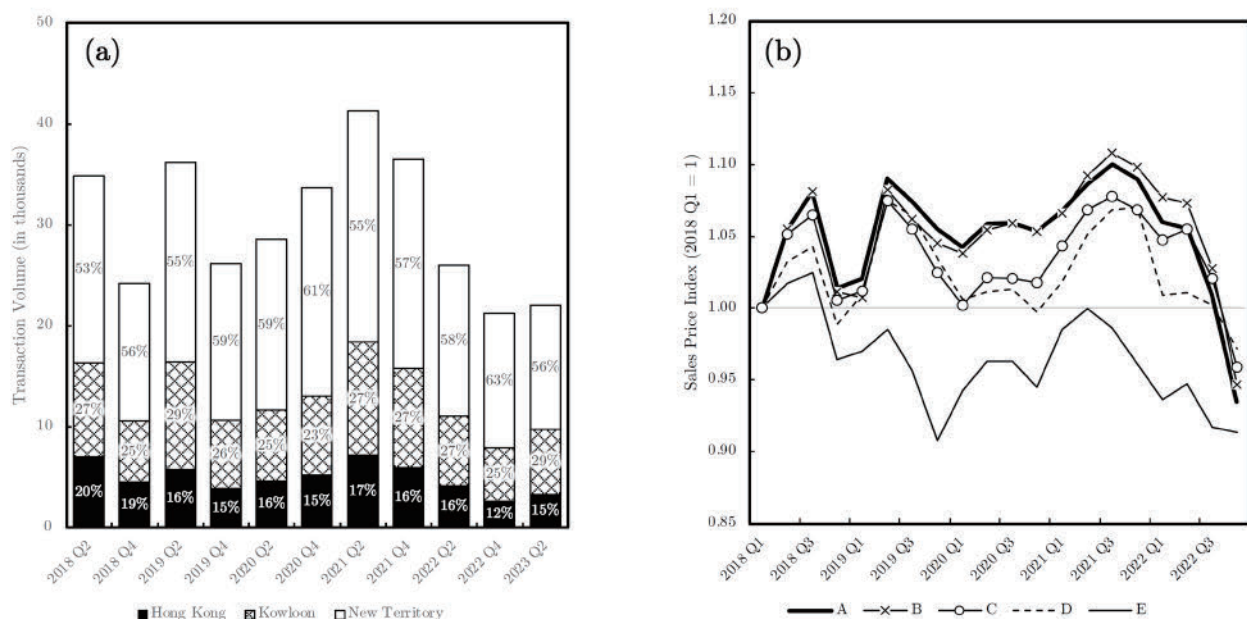 (a)
50
40
30
20
10
0
Transaction Volume (in thousands)
53% 56% 55% 59% 59% 61% 55% 57% 58% 63% 56%
27% 25% 29% 26% 25% 23% 27% 27% 27% 25% 29%
20% 19% 16% 15% 16% 15% 17% 16% 16% 12% 15%
2018 Q2 2018 Q4 2019 Q2 2019 Q4 2020 Q2 2020 Q4 2021 Q2 2021 Q4 2022 Q2 2022 Q4 2023 Q2
Hong Kong Kowloon New Territory
(b)
1.20
1.15
1.10
1.05
1.00
0.95
0.90
0.85
Sales Price Index (2018 Q1 = 1)
2018 Q1 2018 Q3 2019 Q1 2019 Q3 2020 Q1 2020 Q3 2021 Q1 2021 Q3 2022 Q1 2022 Q3
A B C D E